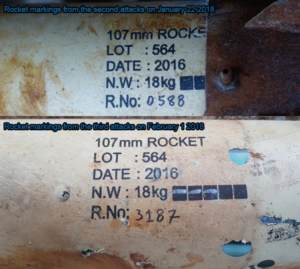 Rocket markings from the second attacks on January 22 2018
107mm ROCKET
LOT : 564
DATE : 2016
N.W : 18kg
R.No: 0588
Rocket markings from the third attacks on February 1 2018
107mm ROCKET
LOT : 564
DATE : 2016
N.W : 18kg
R.No: 3187